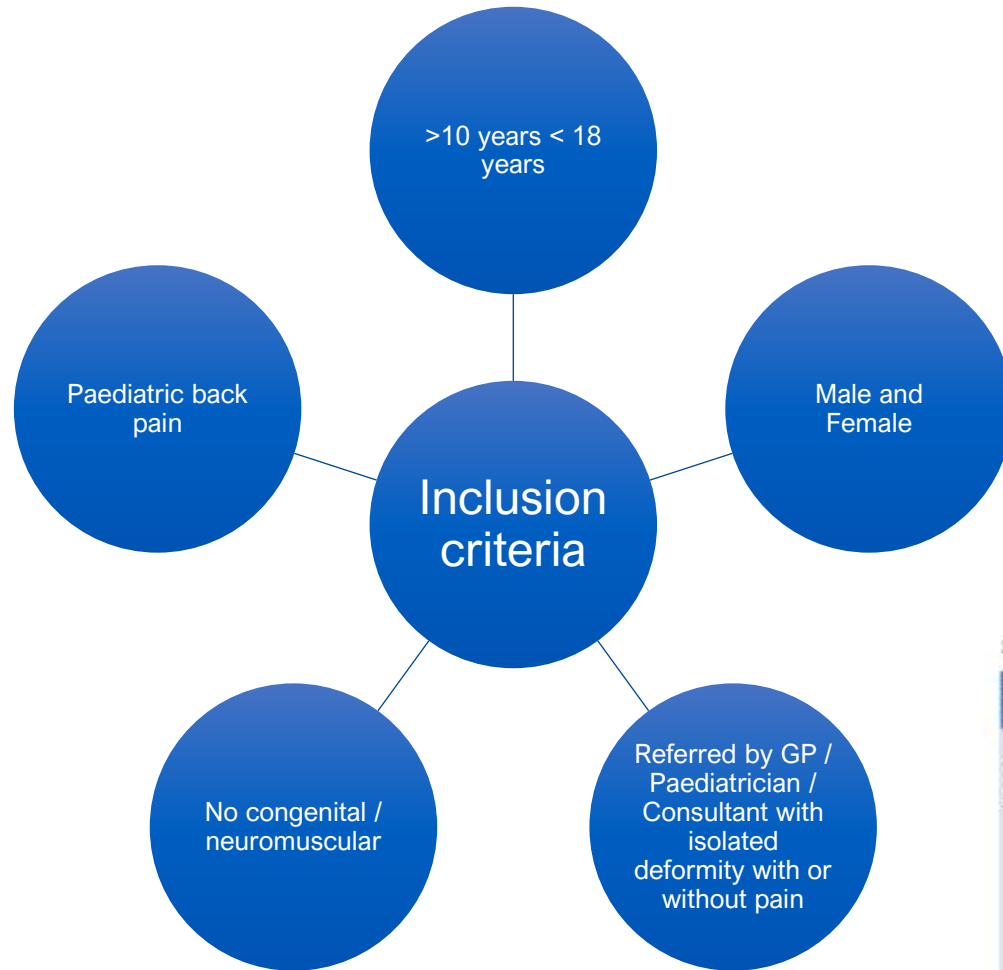 >10 years < 18
years
Paediatric back
pain
Male and
Female
Inclusion
criteria
No congenital /
neuromuscular
Referred by GP /
Paediatrician /
Consultant with
isolated
deformity with or
without pain